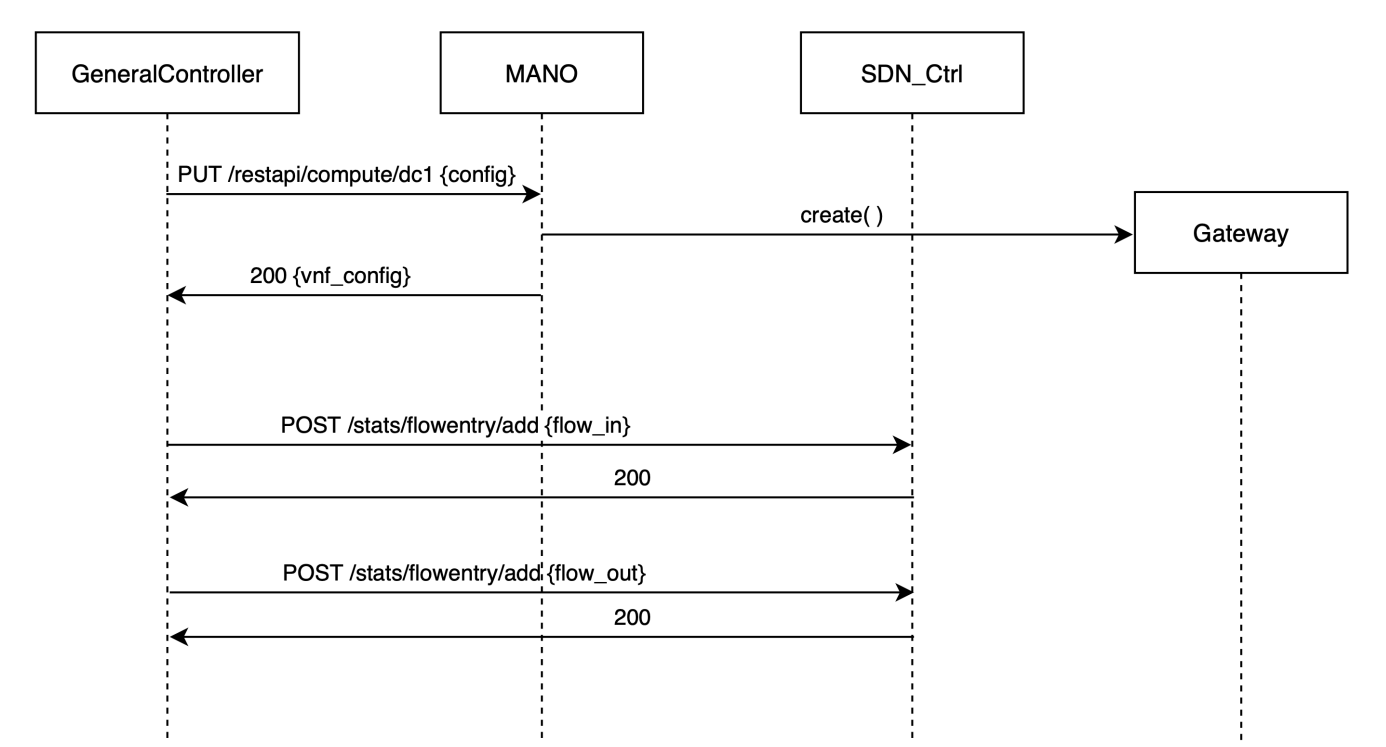 GeneralController
MANO
SDN_Ctrl
PUT /restapi/compute/dc1 {config}
create( )
Gateway
200 {vnf_config}
POST /stats/flowentry/add {flow_in}
200
POST /stats/flowentry/add {flow_out}
200